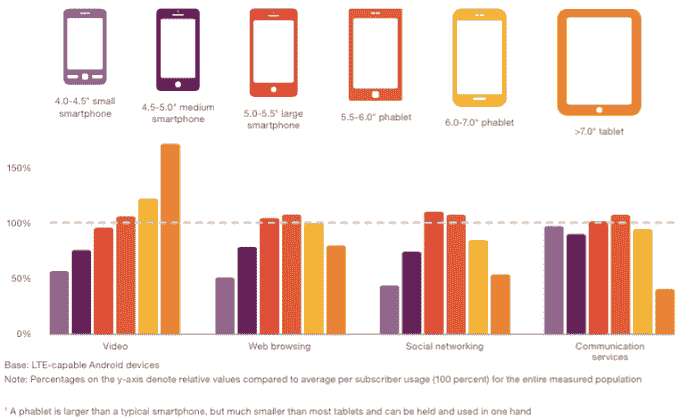 4.0-4.5" small
smartphone
4.5-5.0" medium
smartphone
5.0-5.5" large
smartphone
5.5-6.0" phablet
6.0-7.0" phablet
>7.0" tablet
150%
100%
50%
0%
Video
Web browsing
Social networking
Communication
services
Base: LTE-capable Android devices
Note: Percentages on the y-axis denote relative values compared to average per subscriber usage (100 percent) for the entire measured population
1 A phablet is larger than a typical smartphone, but much smaller than most tablets and can be held and used in one hand